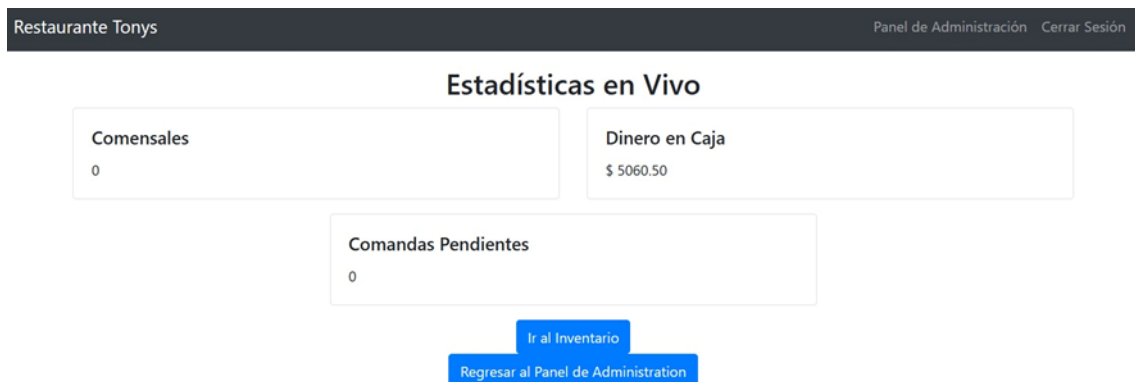 Restaurante Tonys
Panel de Administración
Cerrar Sesión
Estadísticas en Vivo
Comensales
0
Dinero en Caja
$ 5060.50
Comandas Pendientes
0
Ir al Inventario
Regresar al Panel de Administration